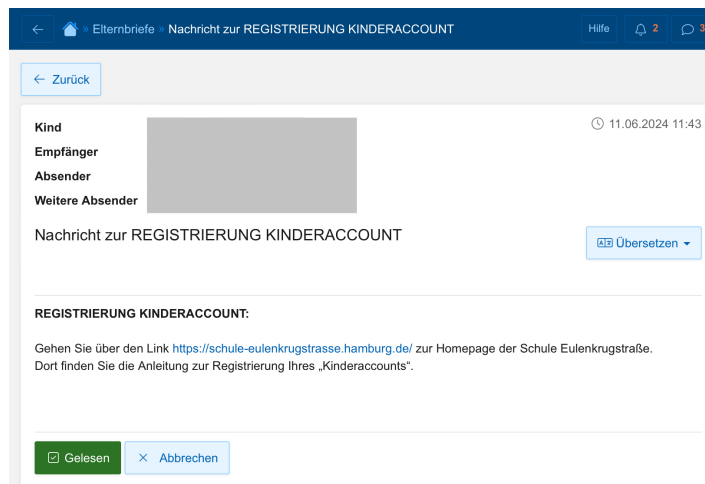 » Elternbriefe » Nachricht zur REGISTRIERUNG KINDERACCOUNT Hilfe 2 3
← Zurück
Kind 11.06.2024 11:43
Empfänger
Absender
Weitere Absender
Nachricht zur REGISTRIERUNG KINDERACCOUNT
Übersetzen
REGISTRIERUNG KINDERACCOUNT:
Gehen Sie über den Link https://schule-eulenkrugstrasse.hamburg.de/ zur Homepage der Schule Eulenkrugstraße.
Dort finden Sie die Anleitung zur Registrierung Ihres „Kinderaccounts“.
Gelesen × Abbrechen